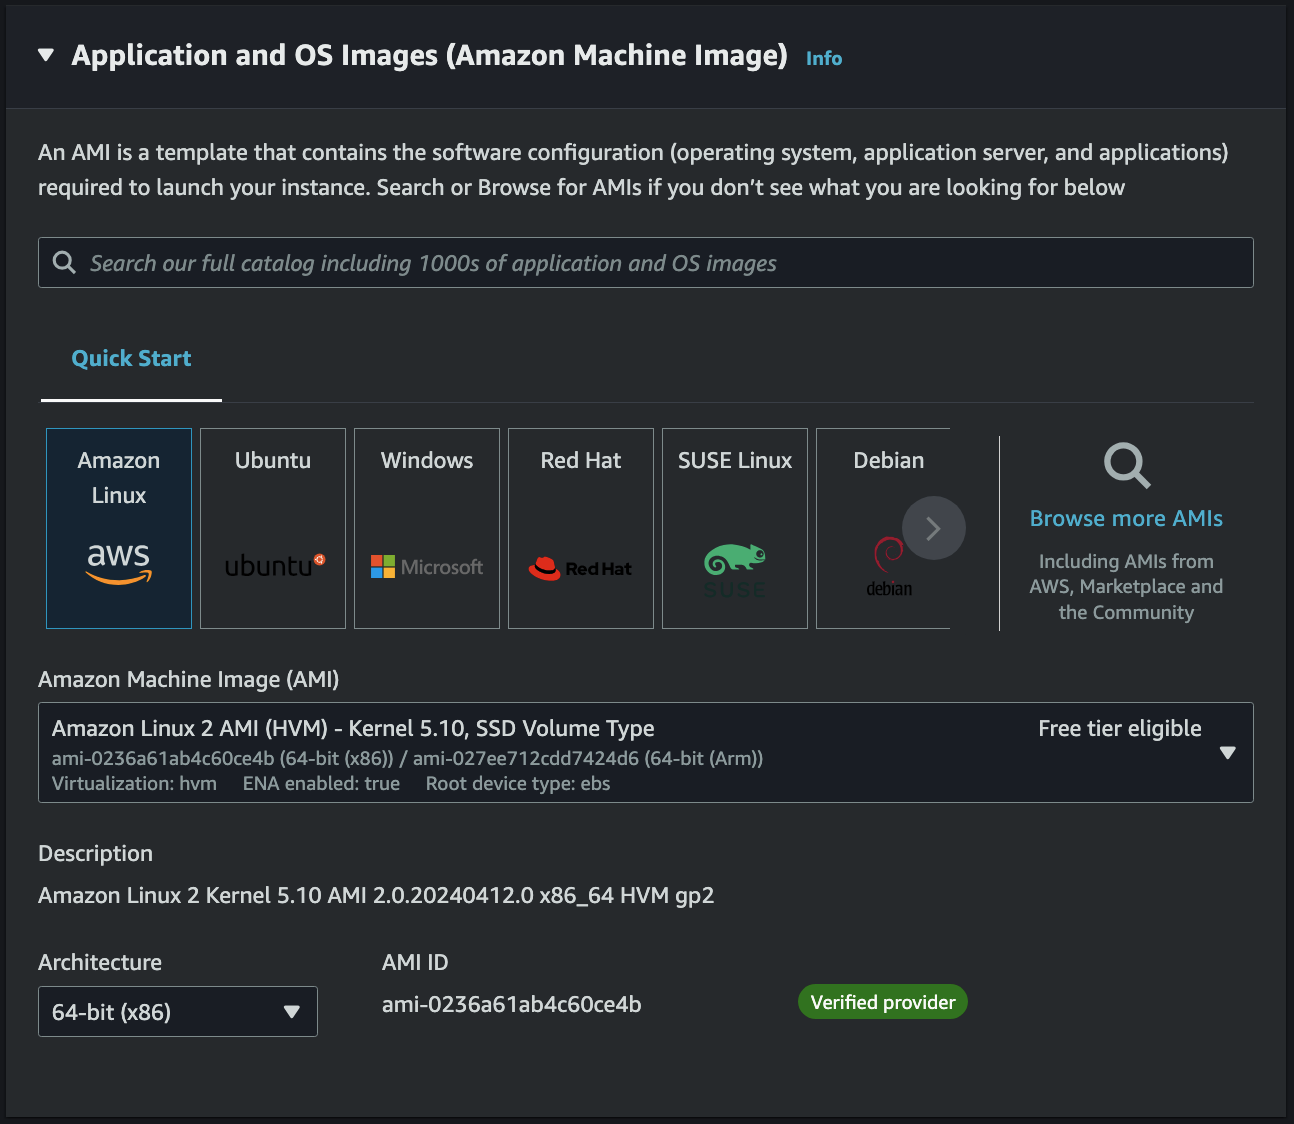 Application and OS Images (Amazon Machine Image) Info
An AMI is a template that contains the software configuration (operating system, application server, and applications)
required to launch your instance. Search or Browse for AMIs if you don’t see what you are looking for below
Search our full catalog including 1000s of application and OS images
Quick Start
Amazon
Linux
aws
Ubuntu
ubuntu
Windows
Microsoft
Red Hat
Red Hat
SUSE Linux
SUSE
Debian
debian
Browse more AMIs
Including AMIs from
AWS, Marketplace and
the Community
Amazon Machine Image (AMI)
Amazon Linux 2 AMI (HVM) - Kernel 5.10, SSD Volume Type
Free tier eligible
ami-0236a61ab4c60ce4b (64-bit (x86)) / ami-027ee712cdd7424d6 (64-bit (Arm))
Virtualization: hvm ENA enabled: true Root device type: ebs
Description
Amazon Linux 2 Kernel 5.10 AMI 2.0.20240412.0 x86_64 HVM gp2
Architecture
64-bit (x86)
AMI ID
ami-0236a61ab4c60ce4b
Verified provider